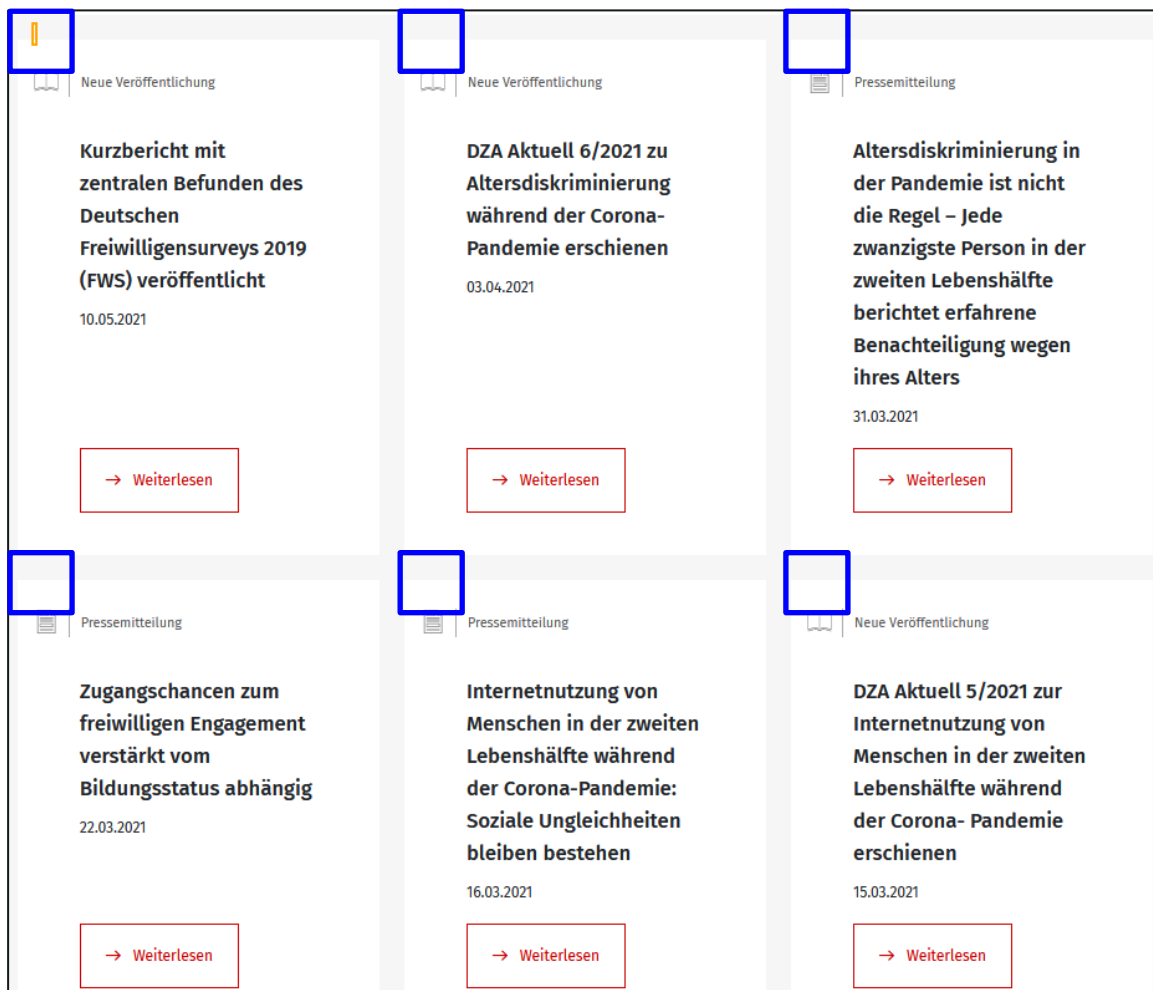 Neue Veröffentlichung
Kurzbericht mit
zentralen Befunden des
Deutschen
Freiwilligensurveys 2019
(FWS) veröffentlicht
10.05.2021
→ Weiterlesen
Neue Veröffentlichung
DZA Aktuell 6/2021 zu
Altersdiskriminierung
während der Corona-
Pandemie erschienen
03.04.2021
→ Weiterlesen
Pressemitteilung
Altersdiskriminierung in
der Pandemie ist nicht
die Regel – Jede
zwanzigste Person in der
zweiten Lebenshälfte
berichtet erfahrene
Benachteiligung wegen
ihres Alters
31.03.2021
→ Weiterlesen
Pressemitteilung
Zugangschancen zum
freiwilligen Engagement
verstärkt vom
Bildungsstatus abhängig
22.03.2021
→ Weiterlesen
Pressemitteilung
Internetnutzung von
Menschen in der zweiten
Lebenshälfte während
der Corona-Pandemie:
Soziale Ungleichheiten
bleiben bestehen
16.03.2021
→ Weiterlesen
Neue Veröffentlichung
DZA Aktuell 5/2021 zur
Internetnutzung von
Menschen in der zweiten
Lebenshälfte während
der Corona- Pandemie
erschienen
15.03.2021
→ Weiterlesen